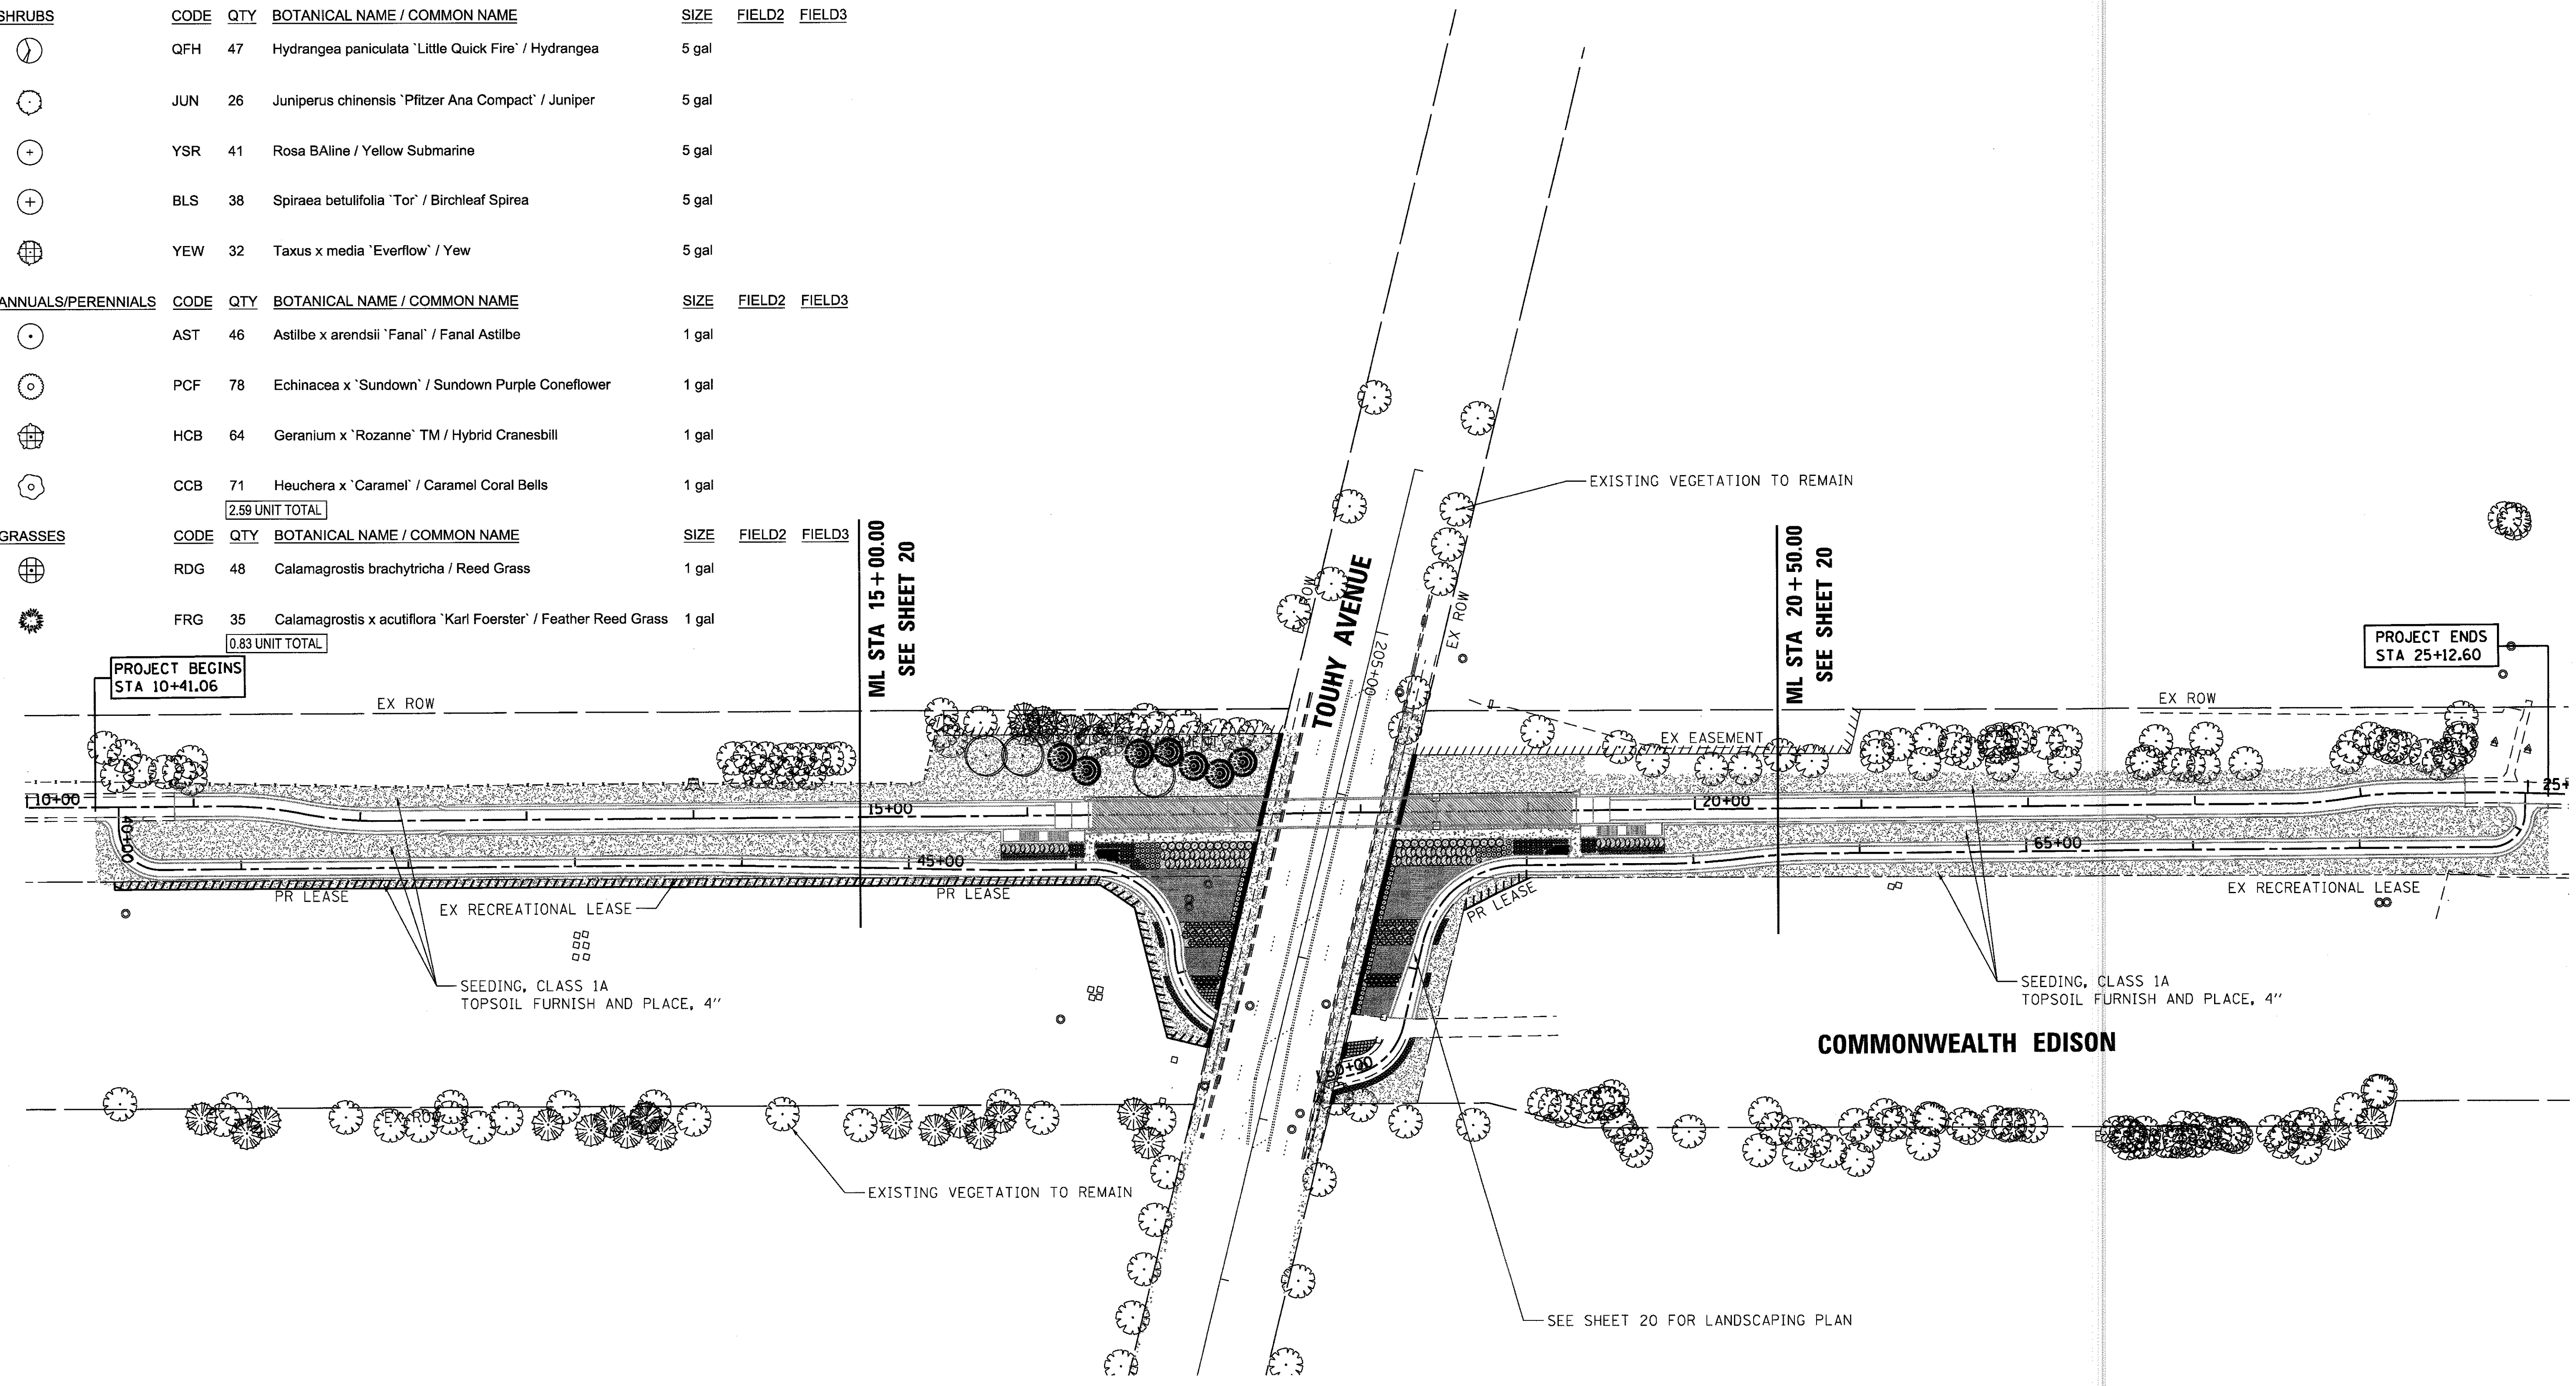 SHRUBS CODE QTY BOTANICAL NAME / COMMON NAME SIZE FIELD2 FIELD3
QFH 47 Hydrangea paniculata `Little Quick Fire` / Hydrangea 5 gal
JUN 26 Juniperus chinensis `Pfitzer Ana Compact` / Juniper 5 gal
YSR 41 Rosa BAIine / Yellow Submarine 5 gal
BLS 38 Spiraea betulifolia `Tor` / Birchleaf Spirea 5 gal
YEW 32 Taxus x media `Everflow` / Yew 5 gal
ANNUALS/PERENNIALS CODE QTY BOTANICAL NAME / COMMON NAME SIZE FIELD2 FIELD3
AST 46 Astilbe x arendsii `Fanal` / Fanal Astilbe 1 gal
PCF 78 Echinacea x `Sundown` / Sundown Purple Coneflower 1 gal
HCB 64 Geranium x `Rozanne` TM / Hybrid Cranesbill 1 gal
CCB 71 Heuchera x `Caramel` / Caramel Coral Bells 1 gal
2.59 UNIT TOTAL
GRASSES CODE QTY BOTANICAL NAME / COMMON NAME SIZE FIELD2 FIELD3
RDG 48 Calamagrostis brachytricha / Reed Grass 1 gal
FRG 35 Calamagrostis x acutiflora `Karl Foerster` / Feather Reed Grass 1 gal
0.83 UNIT TOTAL
PROJECT BEGINS
STA 10+41.06
EX ROW
ML STA 15+00.00
SEE SHEET 20
EXISTING VEGETATION TO REMAIN
EX ROW
TOUHY AVENUE
EX ROW
205+00
ML STA 20+50.00
SEE SHEET 20
PROJECT ENDS
STA 25+12.60
EX ROW
EX EASEMENT
10+00
15+00
20+00
25+
40+00
45+00
65+00
PR LEASE
EX RECREATIONAL LEASE
PR LEASE
PR LEASE
EX RECREATIONAL LEASE
SEEDING, CLASS 1A
TOPSOIL FURNISH AND PLACE, 4"
SEEDING, CLASS 1A
TOPSOIL FURNISH AND PLACE, 4"
COMMONWEALTH EDISON
60+00
EX ROW
EXISTING VEGETATION TO REMAIN
SEE SHEET 20 FOR LANDSCAPING PLAN